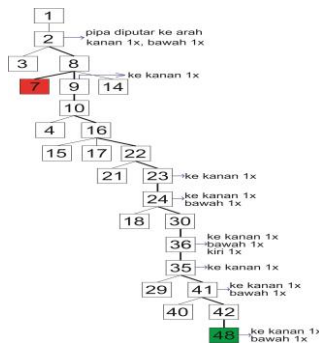 1
2
pipa diputar ke arah
kanan 1x, bawah 1x
3 8
7 9 14
ke kanan 1x
10
4 16
15 17 22
21 23
ke kanan 1x
24
ke kanan 1x
bawah 1x
18 30
36
ke kanan 1x
bawah 1x
kiri 1x
35
ke kanan 1x
29 41
ke kanan 1x
bawah 1x
40 42
48
ke kanan 1x
bawah 1x